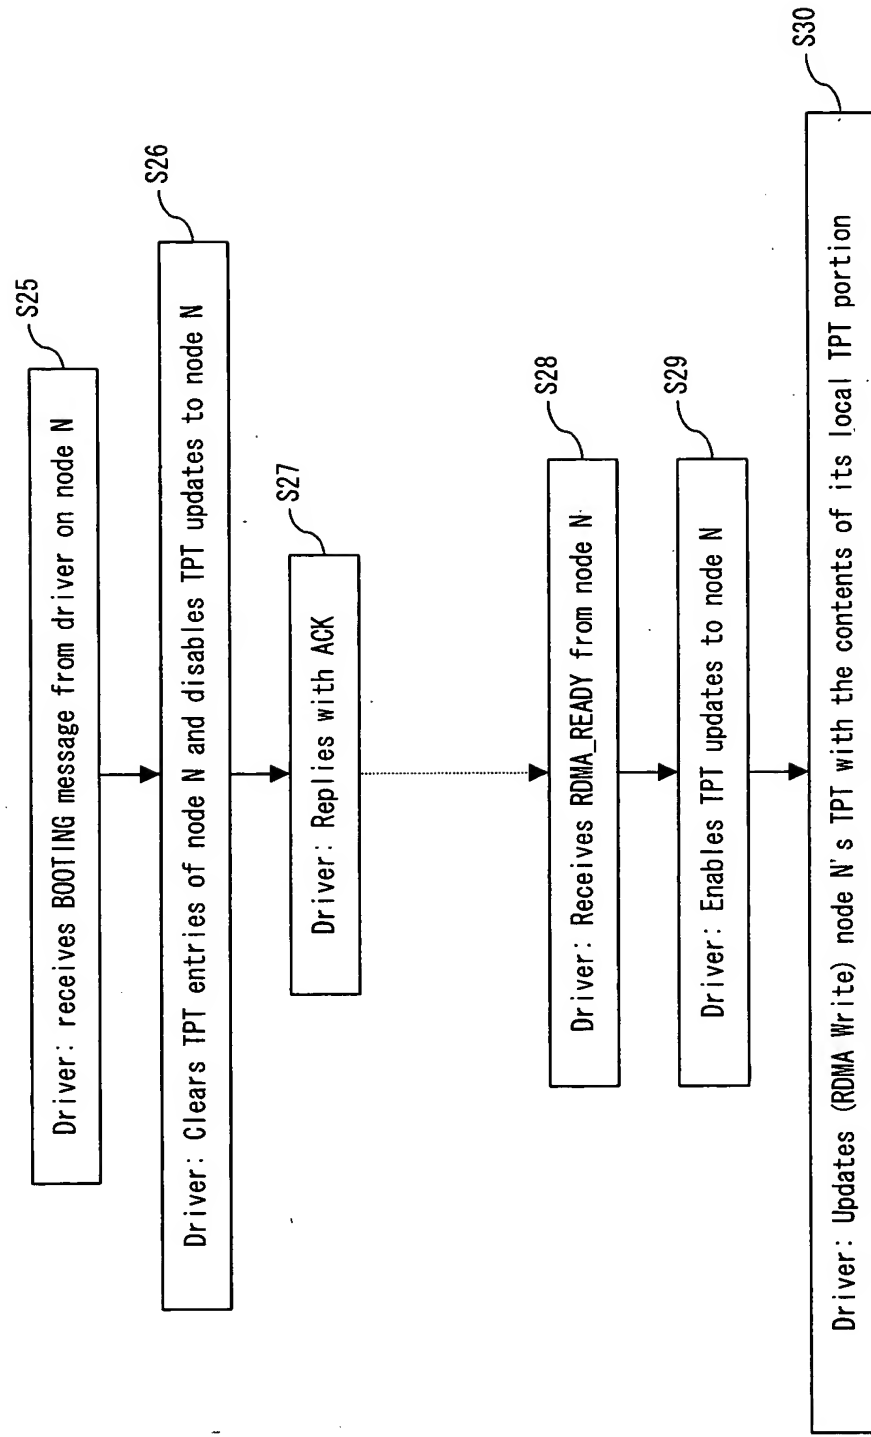 S25
Driver: receives BOOTING message from driver on node N
S26
Driver: Clears TPT entries of node N and disables TPT updates to node N
S27
Driver: Replies with ACK
S28
Driver: Receives RDMA_READY from node N
S29
Driver: Enables TPT updates to node N
S30
Driver: Updates (RDMA Write) node N's TPT with the contents of its local TPT portion